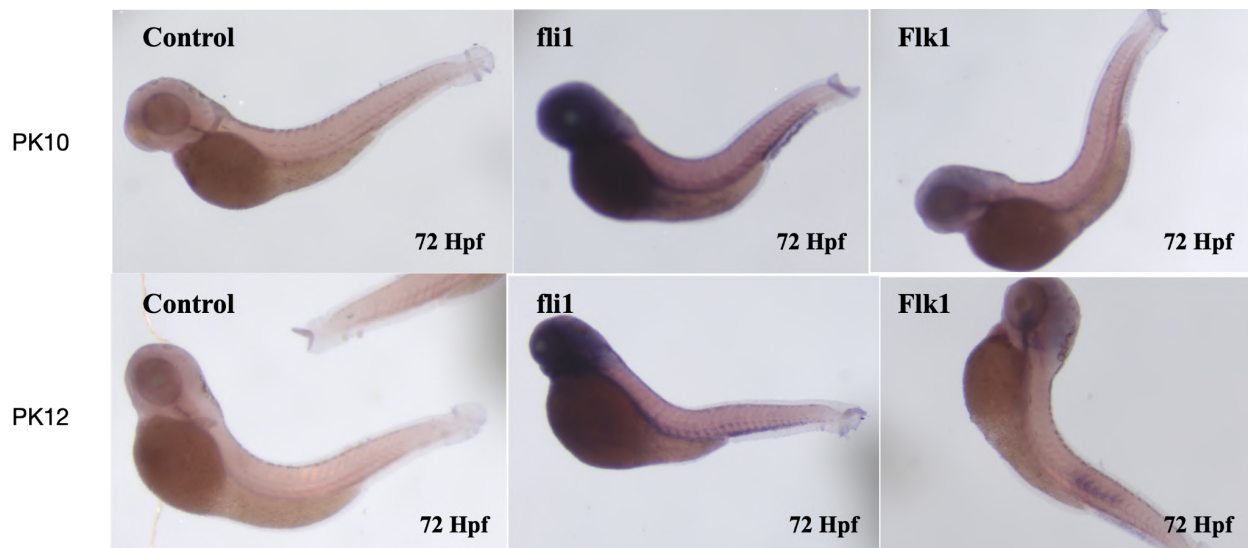 Control
fli1
Flk1
PK10
72 Hpf
72 Hpf
72 Hpf
Control
fli1
Flk1
PK12
72 Hpf
72 Hpf
72 Hpf